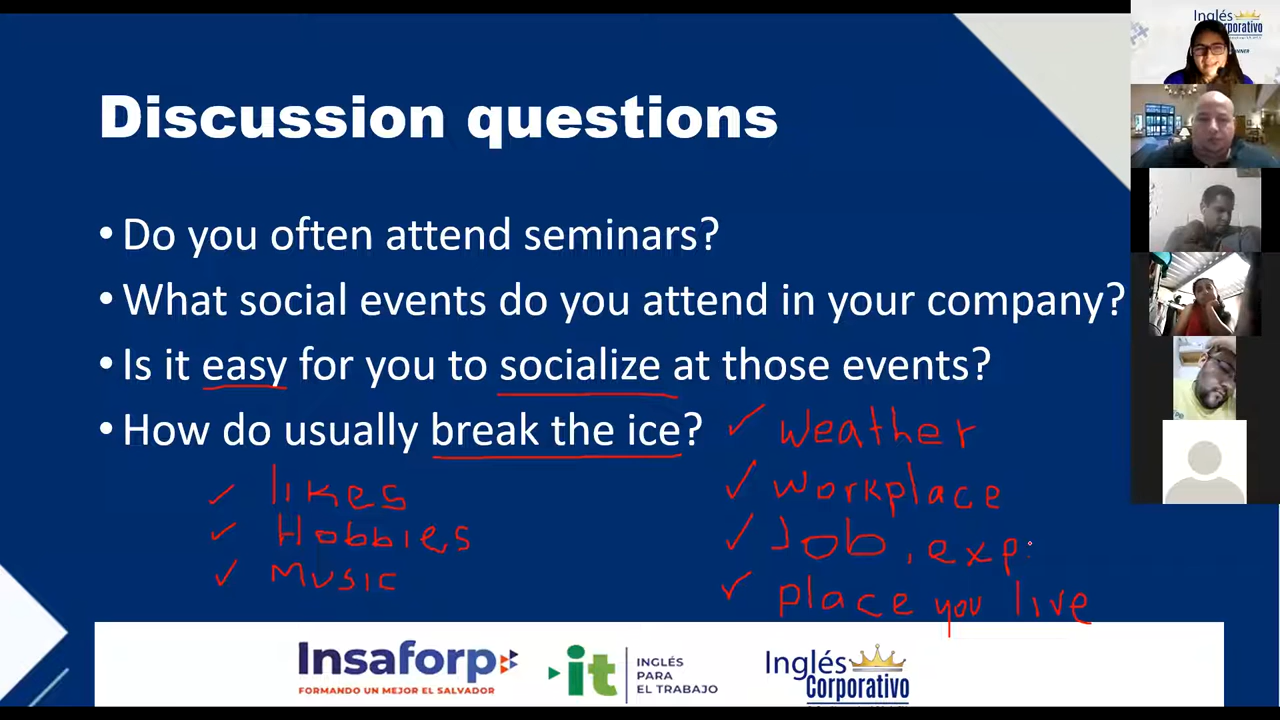 Discussion questions
• Do you often attend seminars?
• What social events do you attend in your company?
• Is it easy for you to socialize at those events?
• How do usually break the ice?
✓ weather
✓ workplace
✓ Job, exp:
✓ place you live
✓ likes
✓ Hobbies
✓ Music
Insaforp
FORMANDO UN MEJOR EL SALVADOR
it
INGLÉS
PARA
EL TRABAJO
Inglés
Corporativo
Inglés
Corporativo